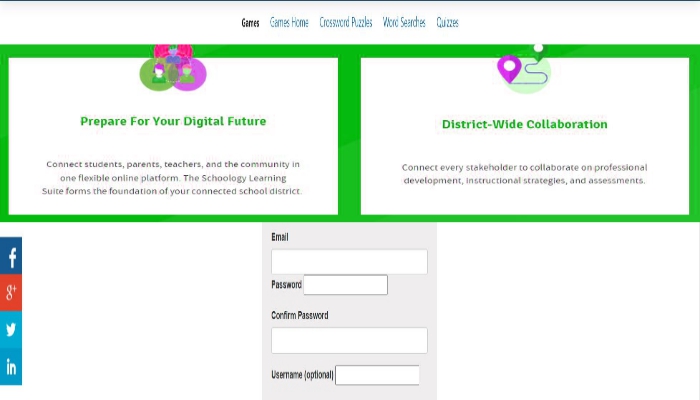 Games Games Home Crossword Puzzles Word Searches Quizzes
Prepare For Your Digital Future
Connect students, parents, teachers, and the community in
one flexible online platform. The Schoology Learning
Suite forms the foundation of your connected school district.
District-Wide Collaboration
Connect every stakeholder to collaborate on professional
development, instructional strategies, and assessments.
Email
Password
Confirm Password
Username (optional)
f
g+
in